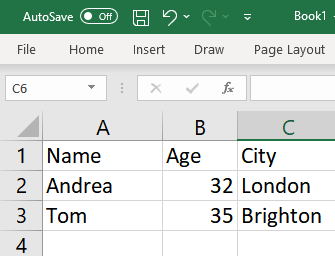 AutoSave Off Book1
File Home Insert Draw Page Layout
C6 fx
A B C
1 Name Age City
2 Andrea 32 London
3 Tom 35 Brighton
4